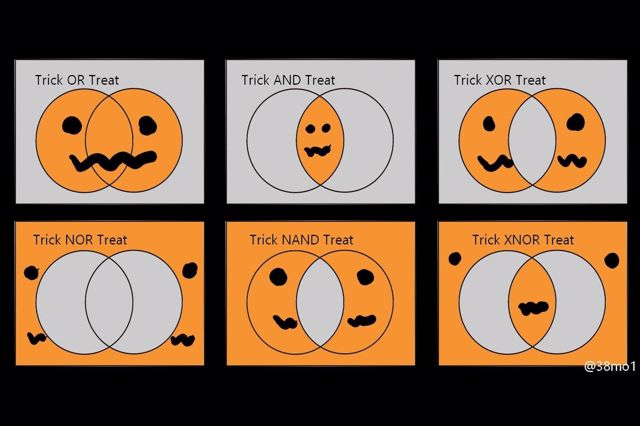 Trick OR Treat
Trick AND Treat
Trick XOR Treat
Trick NOR Treat
Trick NAND Treat
Trick XNOR Treat
@38mo1